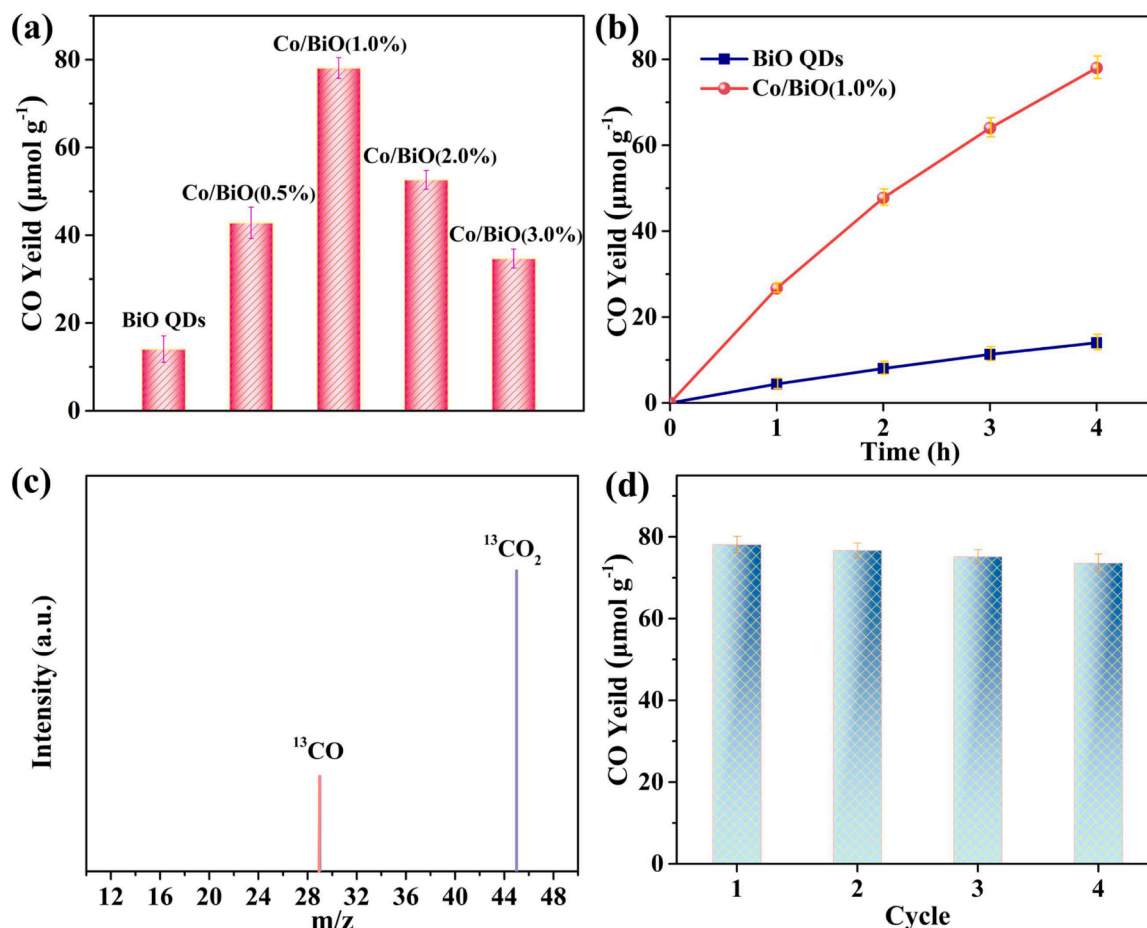 (a)
CO Yeild (µmol g⁻¹)
80
60
40
20
0
BiO QDs
Co/BiO(0.5%)
Co/BiO(1.0%)
Co/BiO(2.0%)
Co/BiO(3.0%)
(b)
CO Yeild (µmol g⁻¹)
80
60
40
20
0
BiO QDs
Co/BiO(1.0%)
0 1 2 3 4
Time (h)
(c)
Intensity (a.u.)
¹³CO
¹³CO₂
12 16 20 24 28 32 36 40 44 48
m/z
(d)
CO Yeild (µmol g⁻¹)
80
60
40
20
0
1 2 3 4
Cycle